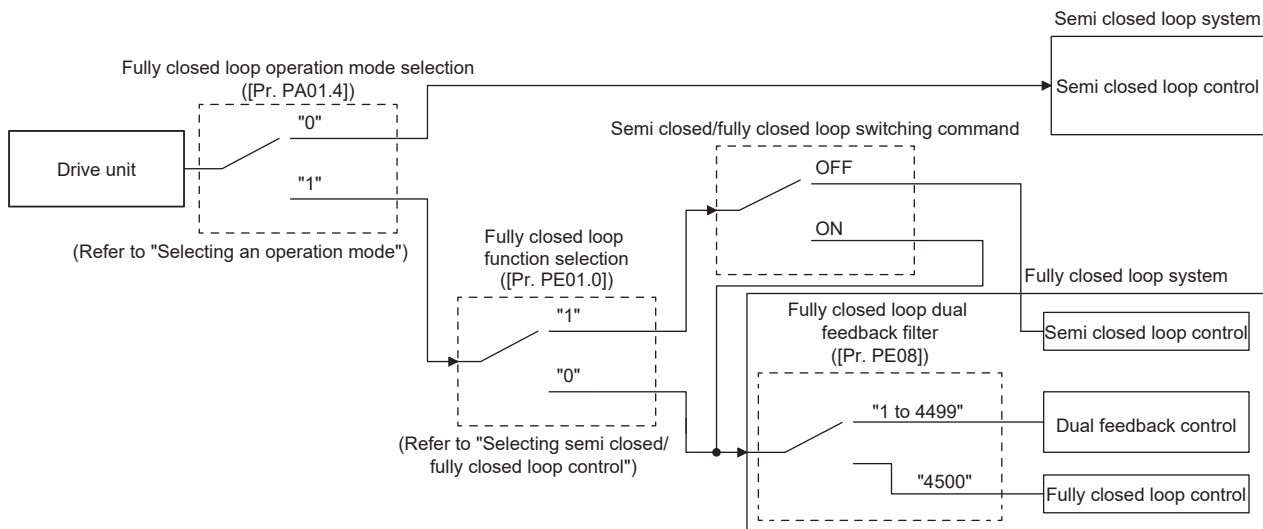 Semi closed loop system
Fully closed loop operation mode selection
([Pr. PA01.4])
Semi closed loop control
"0"
Semi closed/fully closed loop switching command
Drive unit
OFF
"1"
ON
(Refer to "Selecting an operation mode")
Fully closed loop
function selection
([Pr. PE01.0])
Fully closed loop system
Fully closed loop dual
feedback filter
([Pr. PE08])
"1"
Semi closed loop control
"0"
"1 to 4499"
Dual feedback control
(Refer to "Selecting semi closed/
fully closed loop control")
"4500"
Fully closed loop control